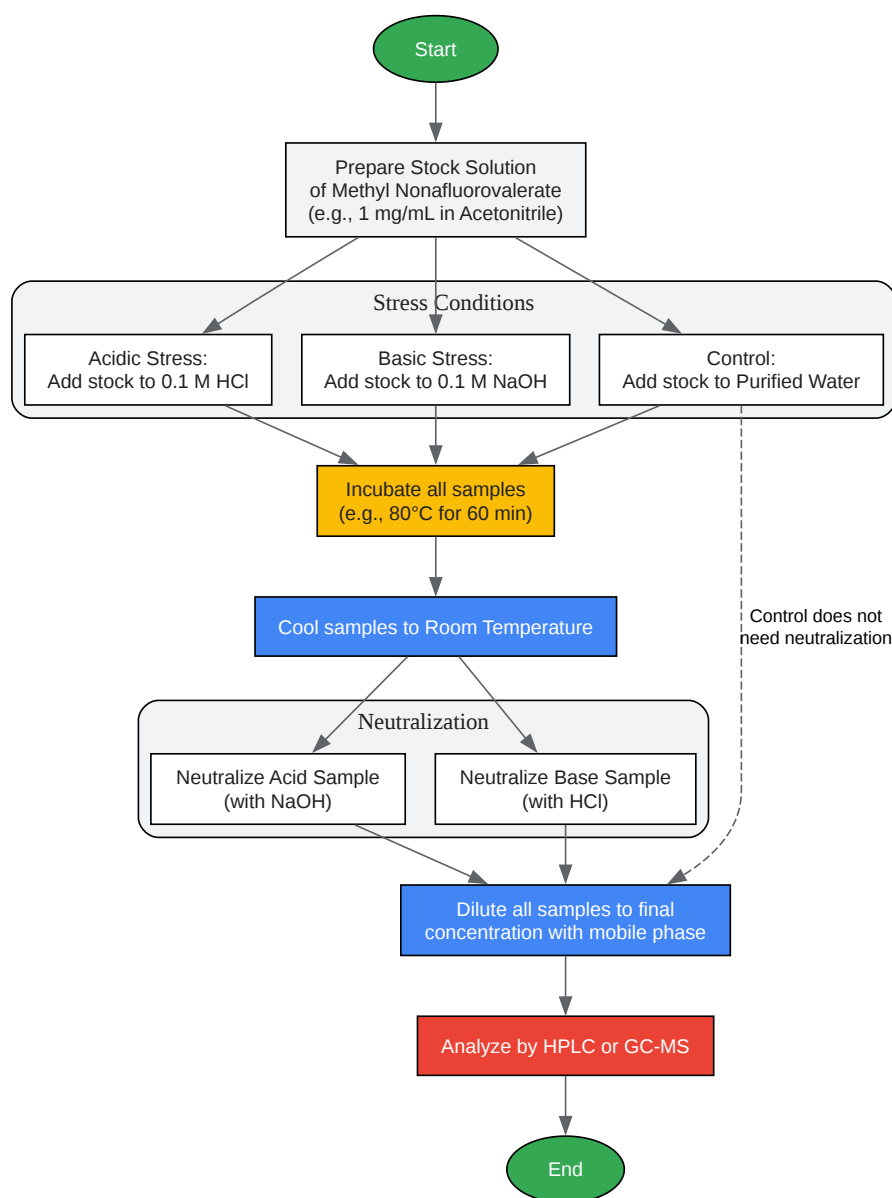 Start
Prepare Stock Solution
of Methyl Nonafluorovalerate
(e.g., 1 mg/mL in Acetonitrile)
Stress Conditions
Acidic Stress:
Add stock to 0.1 M HCl
Basic Stress:
Add stock to 0.1 M NaOH
Control:
Add stock to Purified Water
Incubate all samples
(e.g., 80°C for 60 min)
Cool samples to Room Temperature
Control does not
need neutralization
Neutralization
Neutralize Acid Sample
(with NaOH)
Neutralize Base Sample
(with HCl)
Dilute all samples to final
concentration with mobile phase
Analyze by HPLC or GC-MS
End